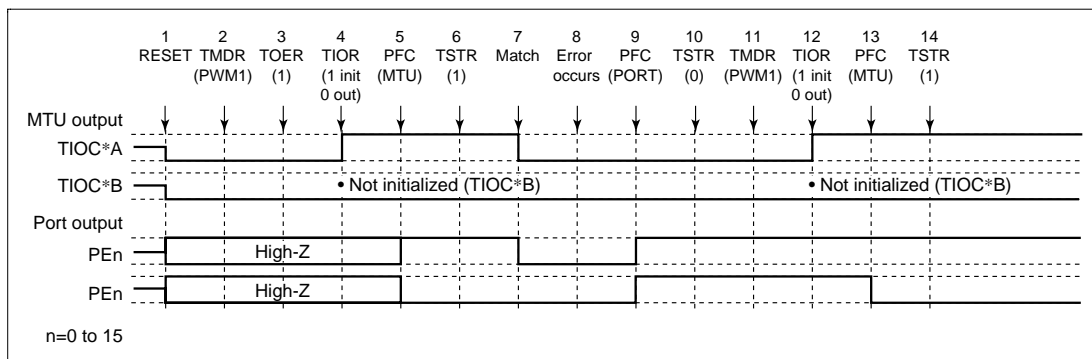 1 2 3 4 5 6 7 8 9 10 11 12 13 14
RESET TMDR TOER TIOR PFC TSTR Match Error PFC TSTR TMDR TIOR PFC TSTR
(PWM1) (1) (1 init (MTU) (1) occurs (PORT) (0) (PWM1) (1 init (MTU) (1)
0 out) 0 out)
MTU output
TIOC*A
TIOC*B • Not initialized (TIOC*B) • Not initialized (TIOC*B)
Port output
PEn High-Z
PEn High-Z
n=0 to 15